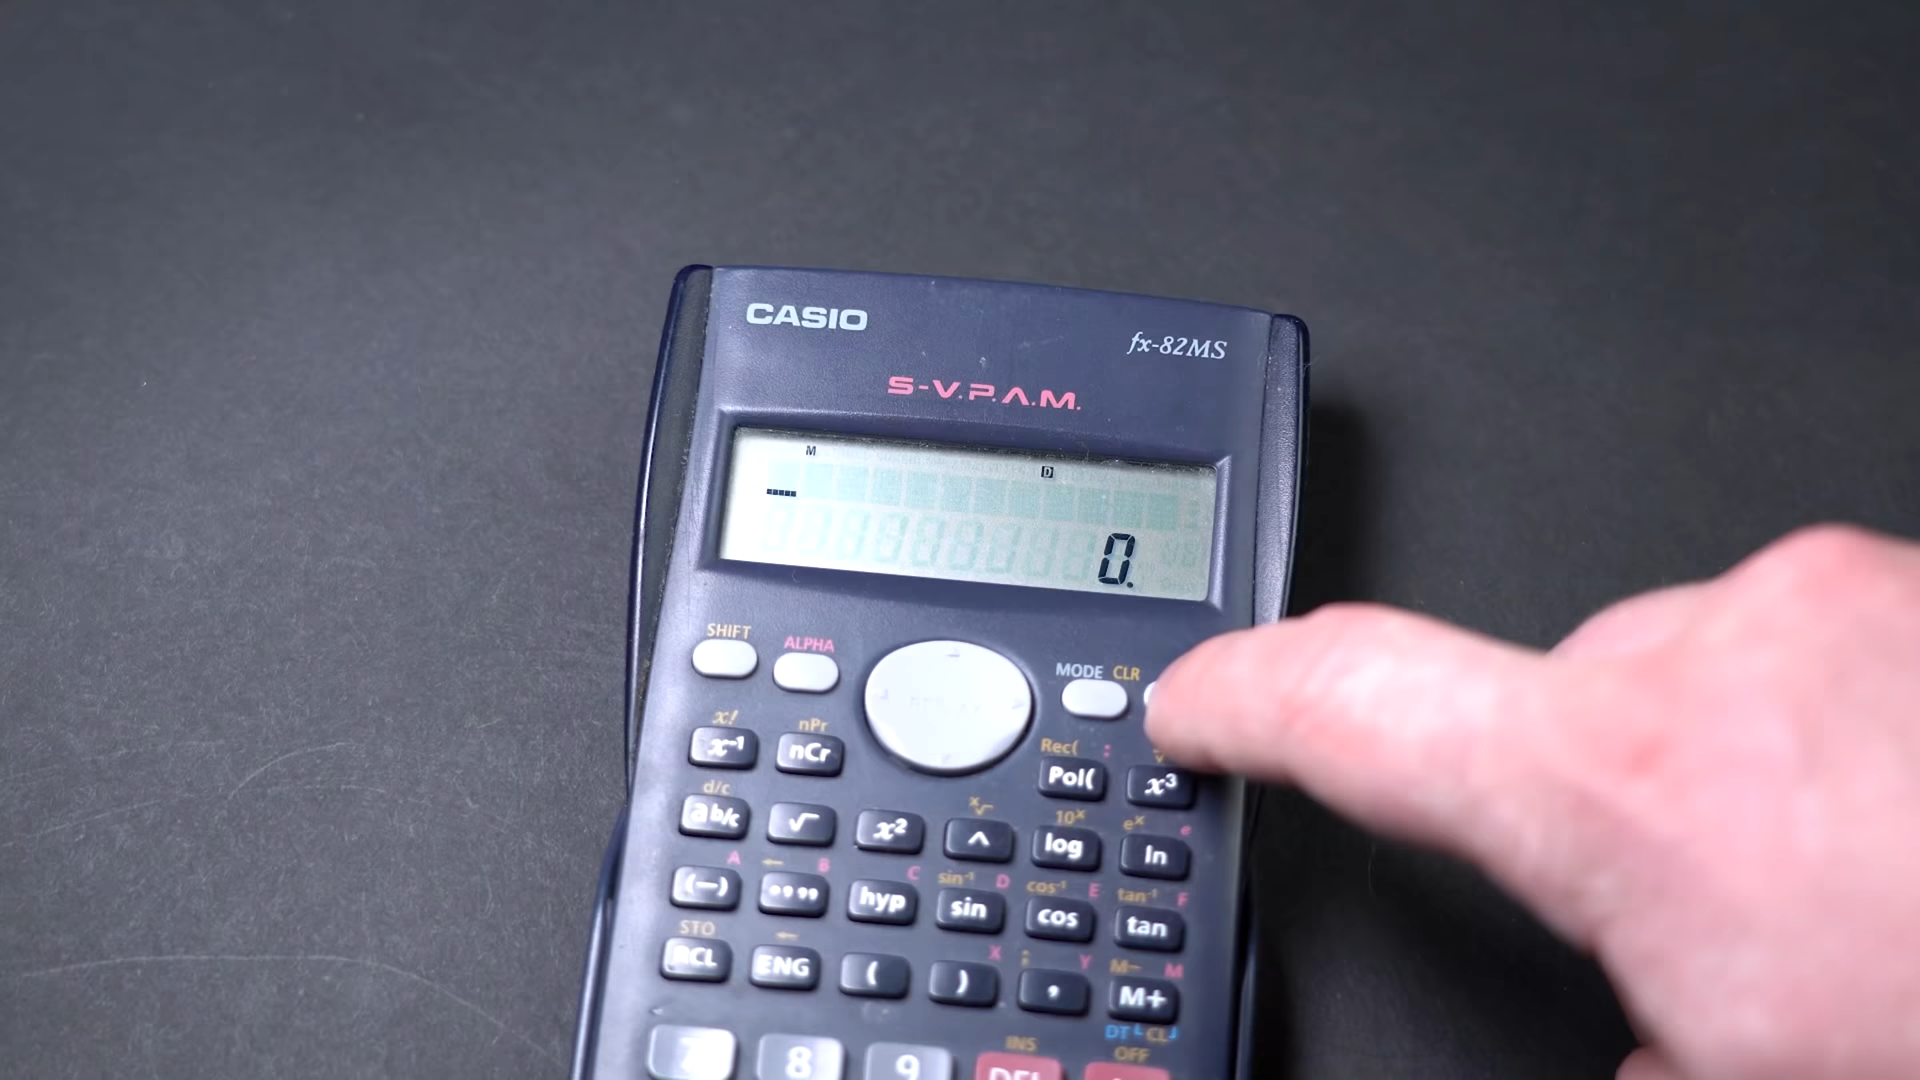 CASIO
fx-82MS
S-V.P.A.M.
M D
0.
SHIFT ALPHA MODE CLR
x! nPr Rec( :
x⁻¹ nCr Pol( x³
d/c x√ 10ˣ eˣ e
a b/c √ x² ^ log ln
A ← B C sin⁻¹ D cos⁻¹ E tan⁻¹ F
(−) °’” hyp sin cos tan
STO ← X ; Y M− M
RCL ENG ( ) , M+
DT CL
INS OFF
7 8 9 DEL